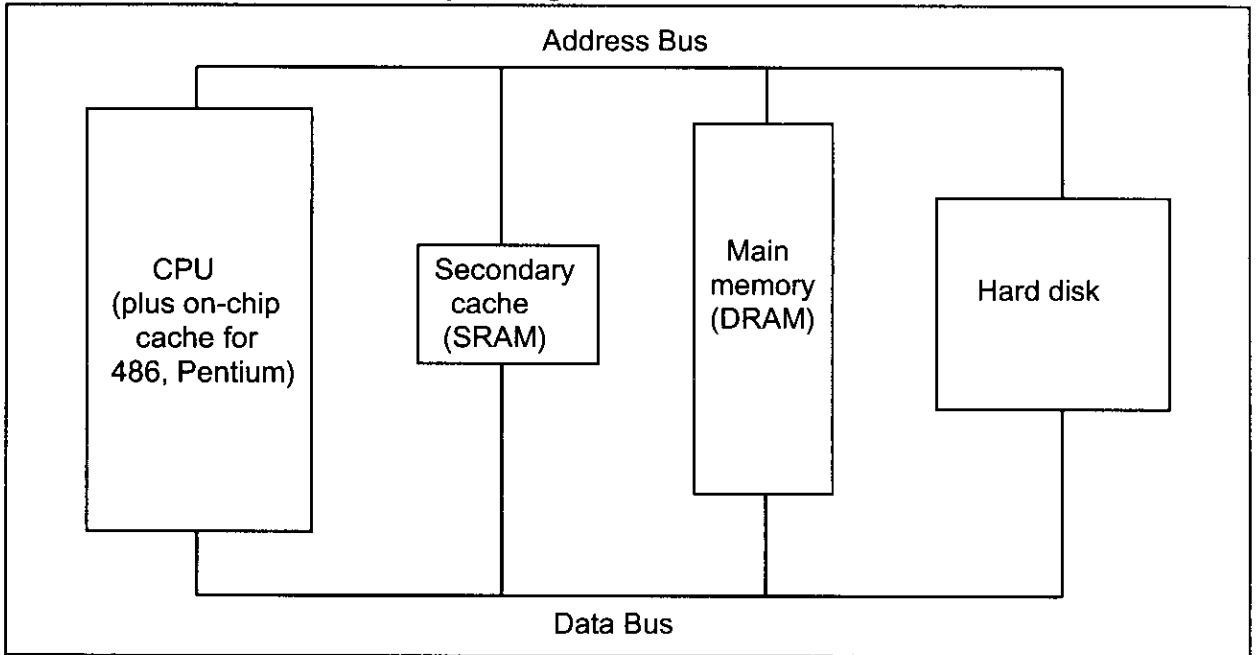 Address Bus
CPU
(plus on-chip
cache for
486, Pentium)
Secondary
cache
(SRAM)
Main
memory
(DRAM)
Hard disk
Data Bus